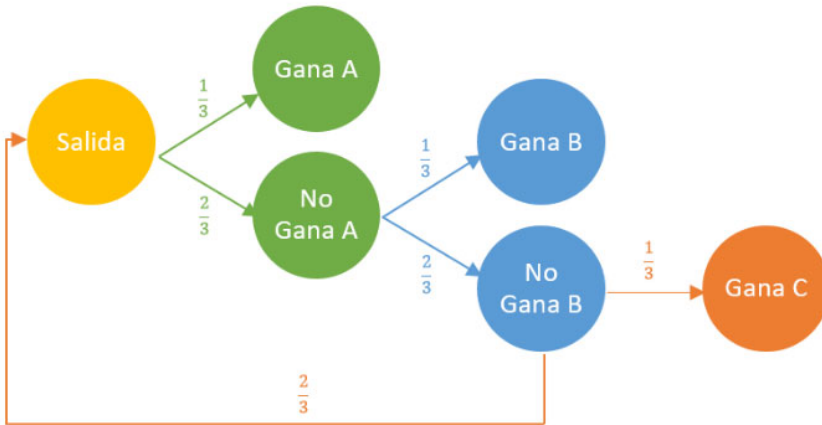 Salida
1/3
Gana A
2/3
No
Gana A
1/3
Gana B
2/3
No
Gana B
1/3
Gana C
2/3